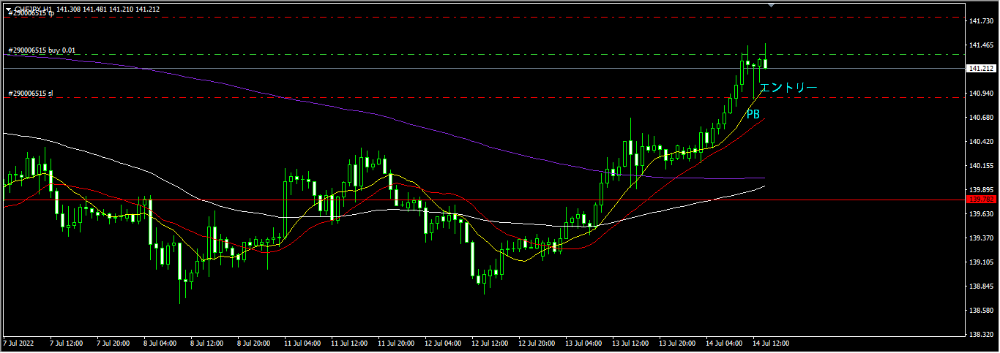 CHFJPY,H1 141.308 141.481 141.210 141.212
#290006515 tp
#290006515 buy 0.01
#290006515 sl
エントリー
PB
141.730
141.465
141.212
140.940
140.680
140.420
140.155
139.895
139.782
139.630
139.370
139.105
138.845
138.580
138.320
7 Jul 2022 7 Jul 12:00 7 Jul 20:00 8 Jul 04:00 8 Jul 12:00 8 Jul 20:00 11 Jul 04:00 11 Jul 12:00 11 Jul 20:00 12 Jul 04:00 12 Jul 12:00 12 Jul 20:00 13 Jul 04:00 13 Jul 12:00 13 Jul 20:00 14 Jul 04:00 14 Jul 12:00